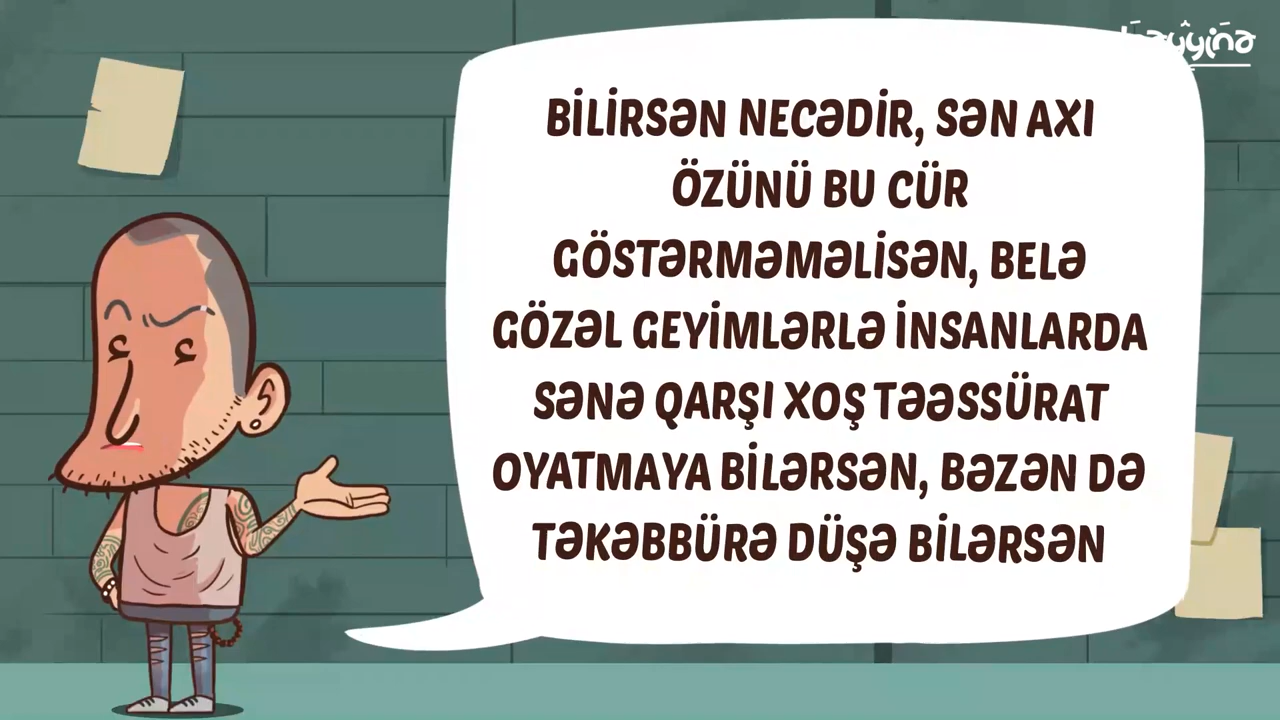 BİLİRSƏN NECƏDİR, SƏN AXI
ÖZÜNÜ BU CÜR
GÖSTƏRMƏMƏLİSƏN, BELƏ
GÖZƏL GEYİMLƏRLƏ İNSANLARDA
SƏNƏ QARŞI XOŞ TƏƏSSÜRAT
OYATMAYA BİLƏRSƏN, BƏZƏN DƏ
TƏKƏBBÜRƏ DÜŞƏ BİLƏRSƏN